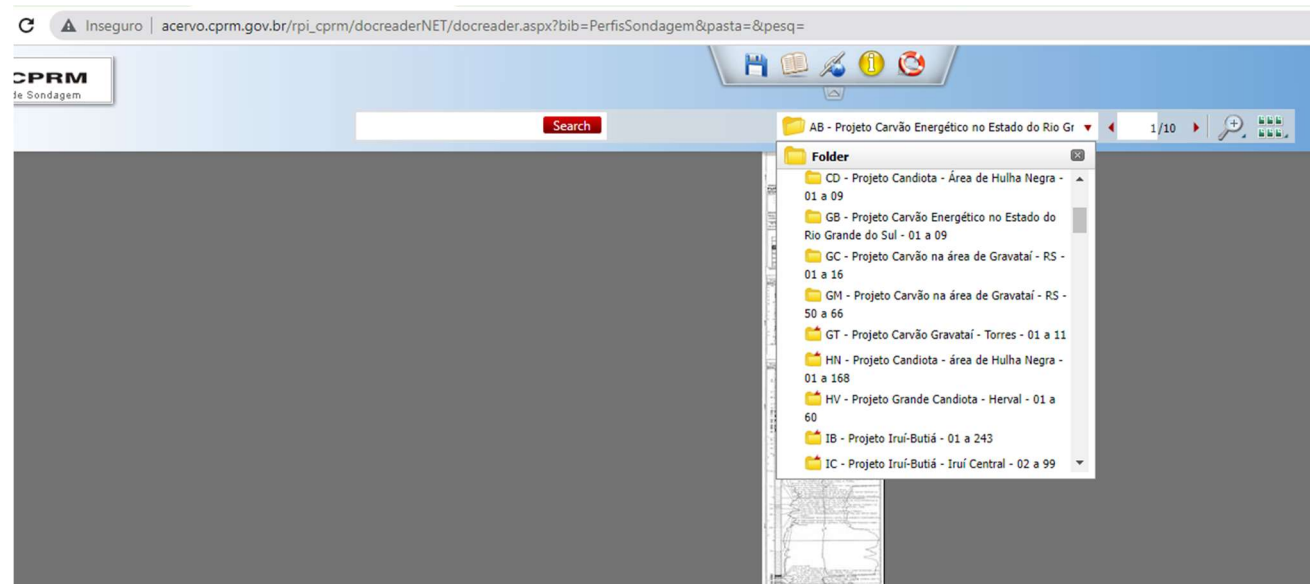 Inseguro | acervo.cprm.gov.br/rpi_cprm/docreaderNET/docreader.aspx?bib=PerfisSondagem&pasta=&pesq=
CPRM
de Sondagem
Search
AB - Projeto Carvão Energético no Estado do Rio Gr
1/10
Folder
CD - Projeto Candiota - Área de Hulha Negra -
01 a 09
GB - Projeto Carvão Energético no Estado do
Rio Grande do Sul - 01 a 09
GC - Projeto Carvão na área de Gravataí - RS -
01 a 16
GM - Projeto Carvão na área de Gravataí - RS -
50 a 66
GT - Projeto Carvão Gravataí - Torres - 01 a 11
HN - Projeto Candiota - área de Hulha Negra -
01 a 168
HV - Projeto Grande Candiota - Herval - 01 a
60
IB - Projeto Iruí-Butiá - 01 a 243
IC - Projeto Iruí-Butiá - Iruí Central - 02 a 99